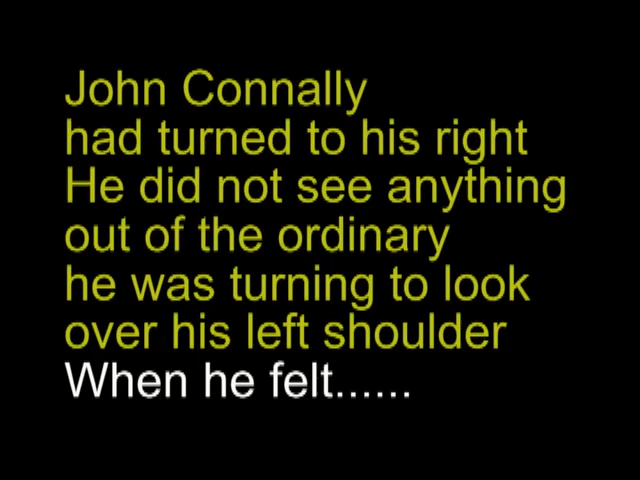 John Connally
had turned to his right
He did not see anything
out of the ordinary
he was turning to look
over his left shoulder
When he felt......